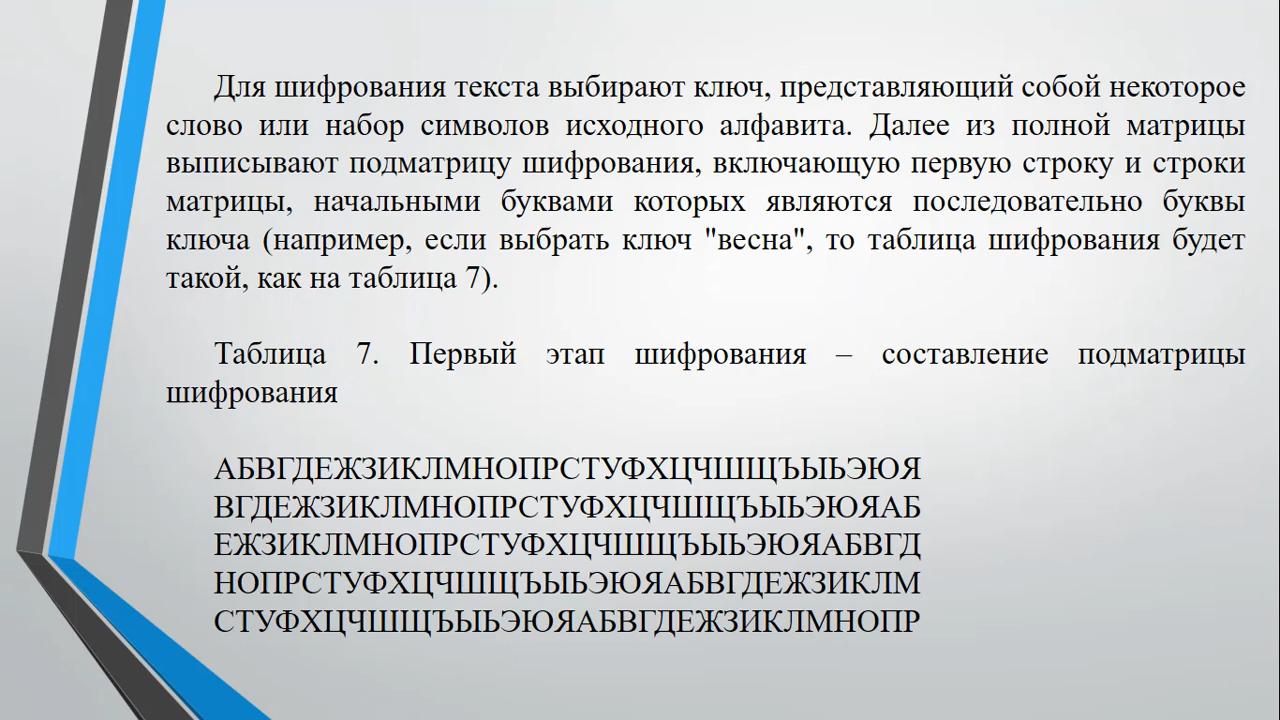 Для шифрования текста выбирают ключ, представляющий собой некоторое
слово или набор символов исходного алфавита. Далее из полной матрицы
выписывают подматрицу шифрования, включающую первую строку и строки
матрицы, начальными буквами которых являются последовательно буквы
ключа (например, если выбрать ключ "весна", то таблица шифрования будет
такой, как на таблица 7).
Таблица 7. Первый этап шифрования – составление подматрицы
шифрования
АБВГДЕЖЗИКЛМНОПРСТУФХЦЧШЩЪЫЬЭЮЯ
ВГДЕЖЗИКЛМНОПРСТУФХЦЧШЩЪЫЬЭЮЯАБ
ЕЖЗИКЛМНОПРСТУФХЦЧШЩЪЫЬЭЮЯАБВГД
НОПРСТУФХЦЧШЩЪЫЬЭЮЯАБВГДЕЖЗИКЛМ
СТУФХЦЧШЩЪЫЬЭЮЯАБВГДЕЖЗИКЛМНОПР